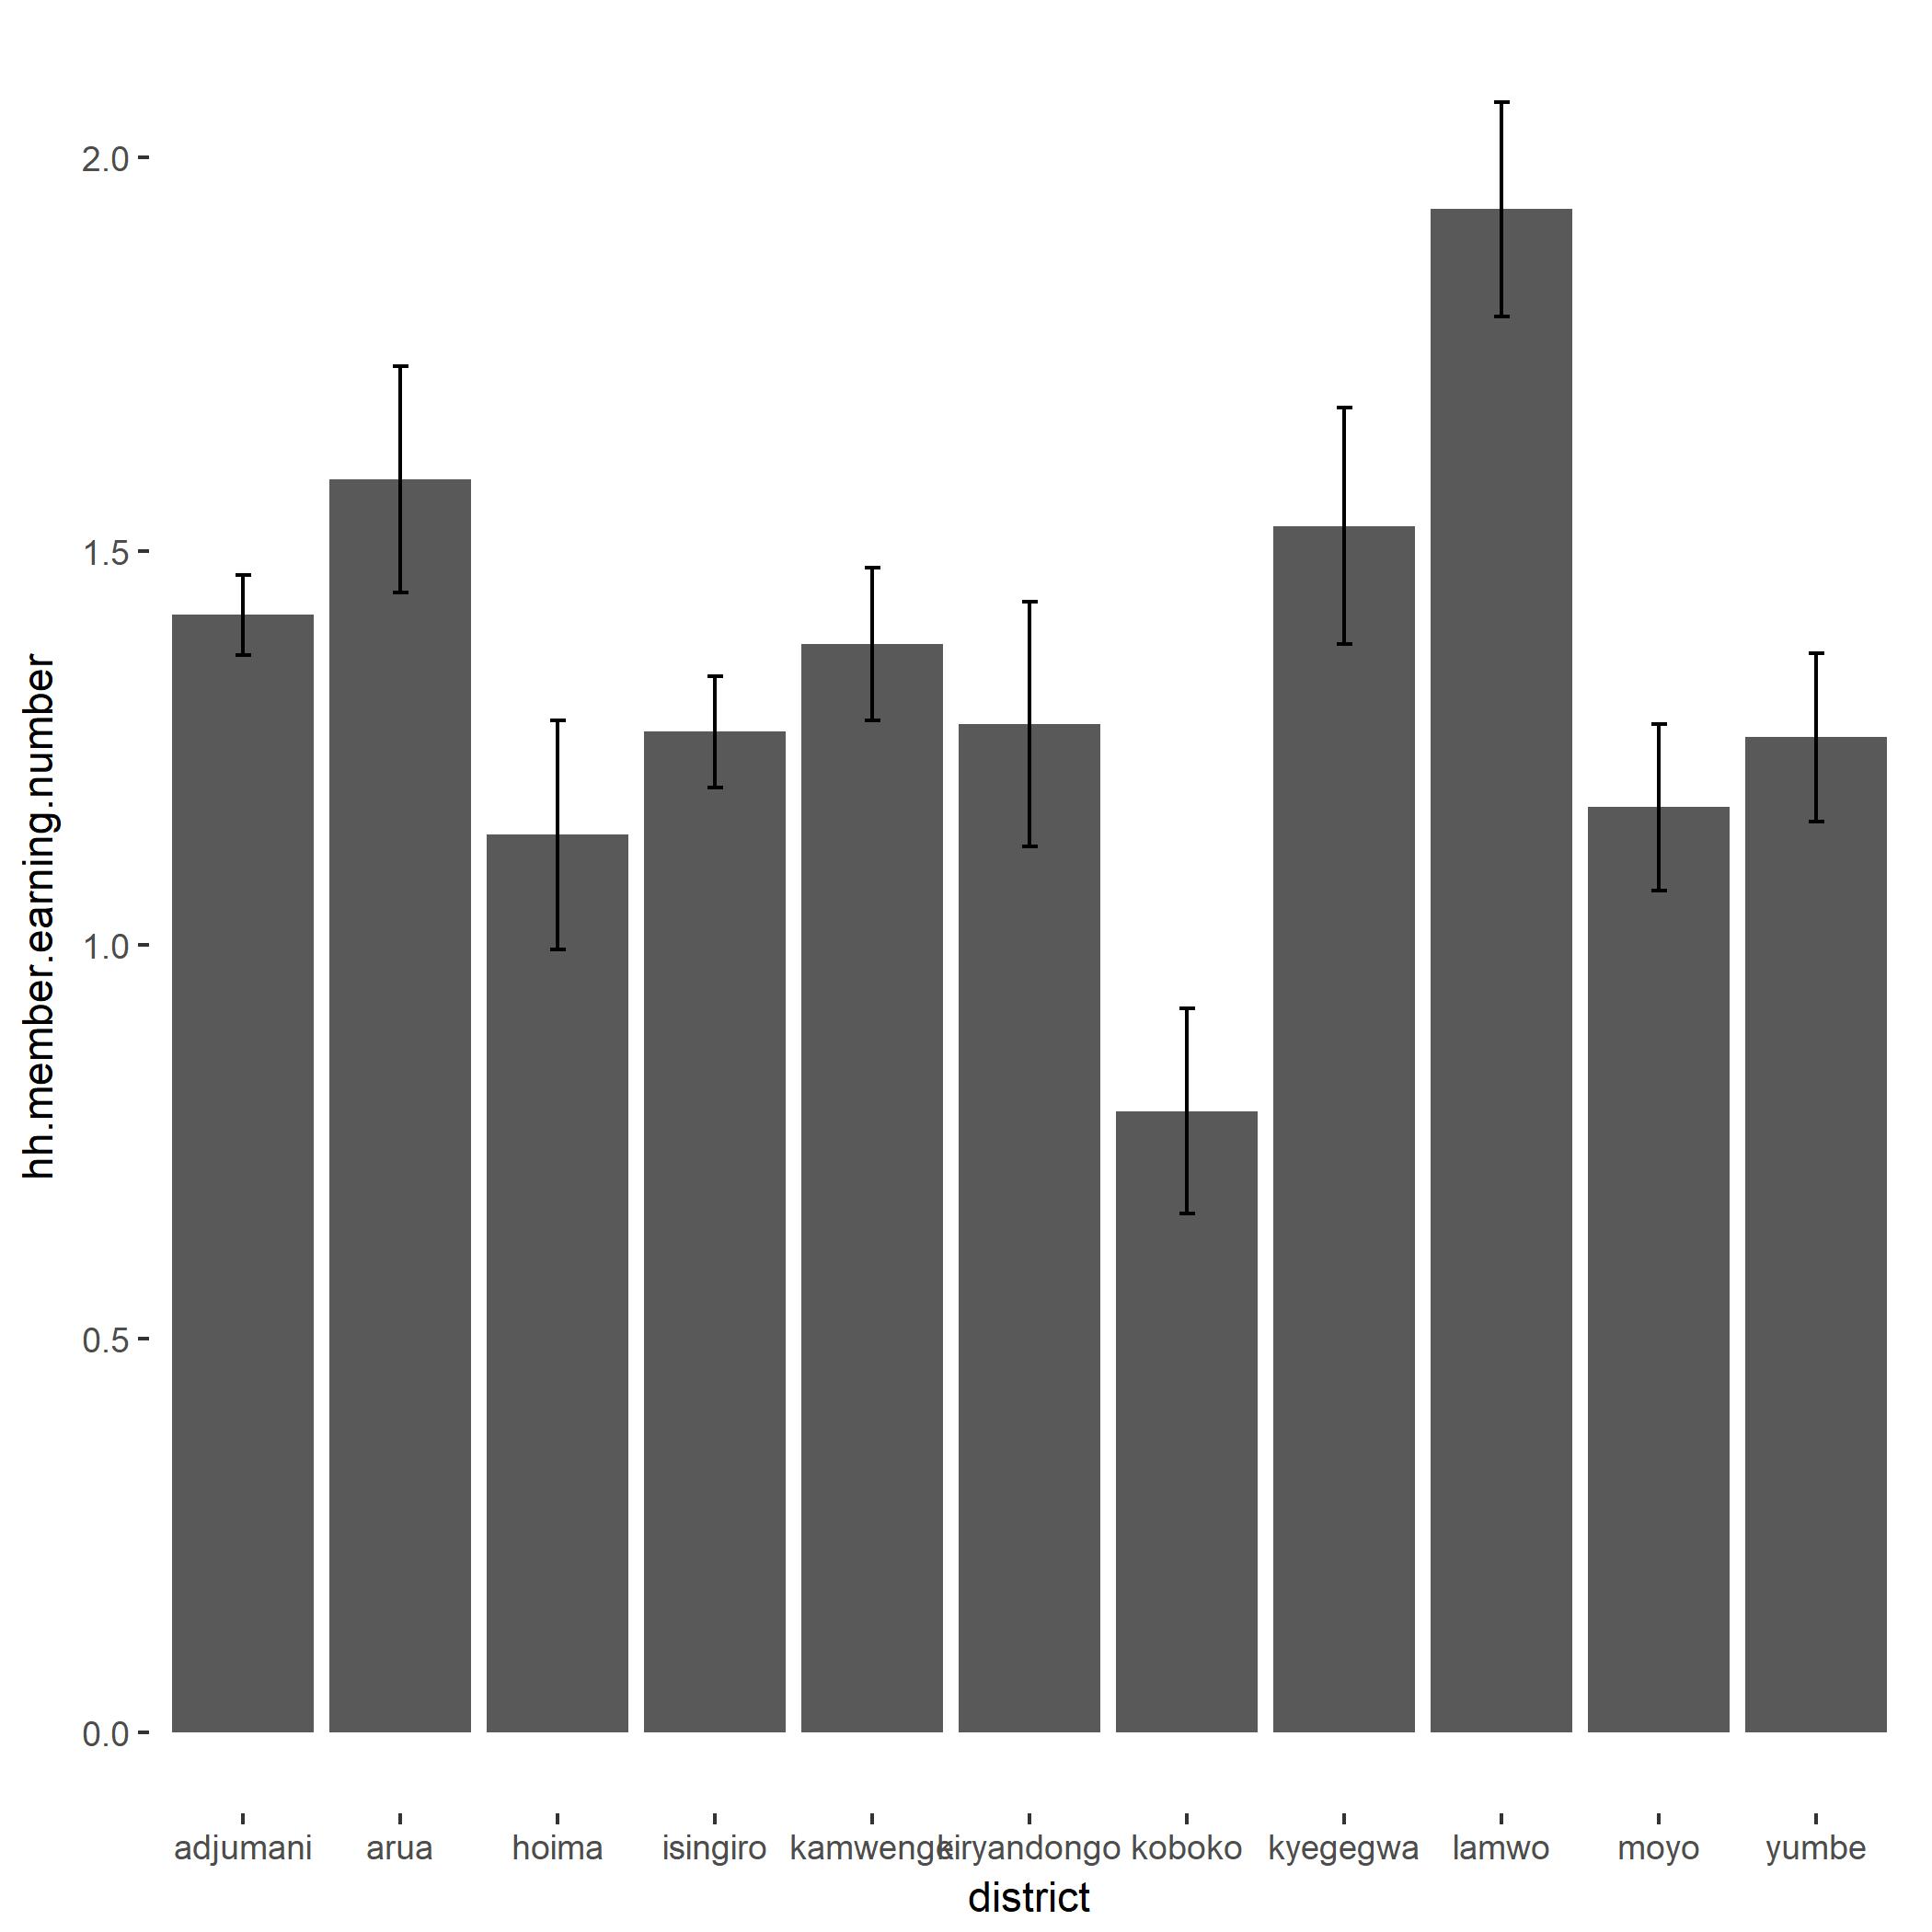 hh.member.earning.number
2.0
1.5
1.0
0.5
0.0
adjumani arua hoima isingiro kamwenge kiryandongo koboko kyegegwa lamwo moyo yumbe
district